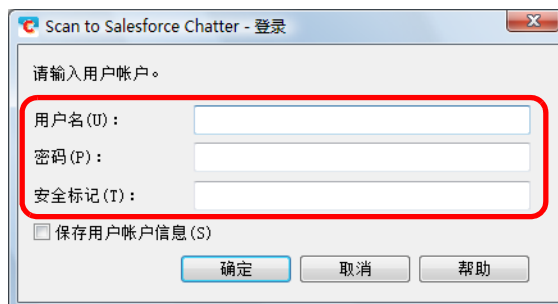 Scan to Salesforce Chatter - 登录
请输入用户帐户。
用户名(U):
密码(P):
安全标记(T):
保存用户帐户信息(S)
确定 取消 帮助